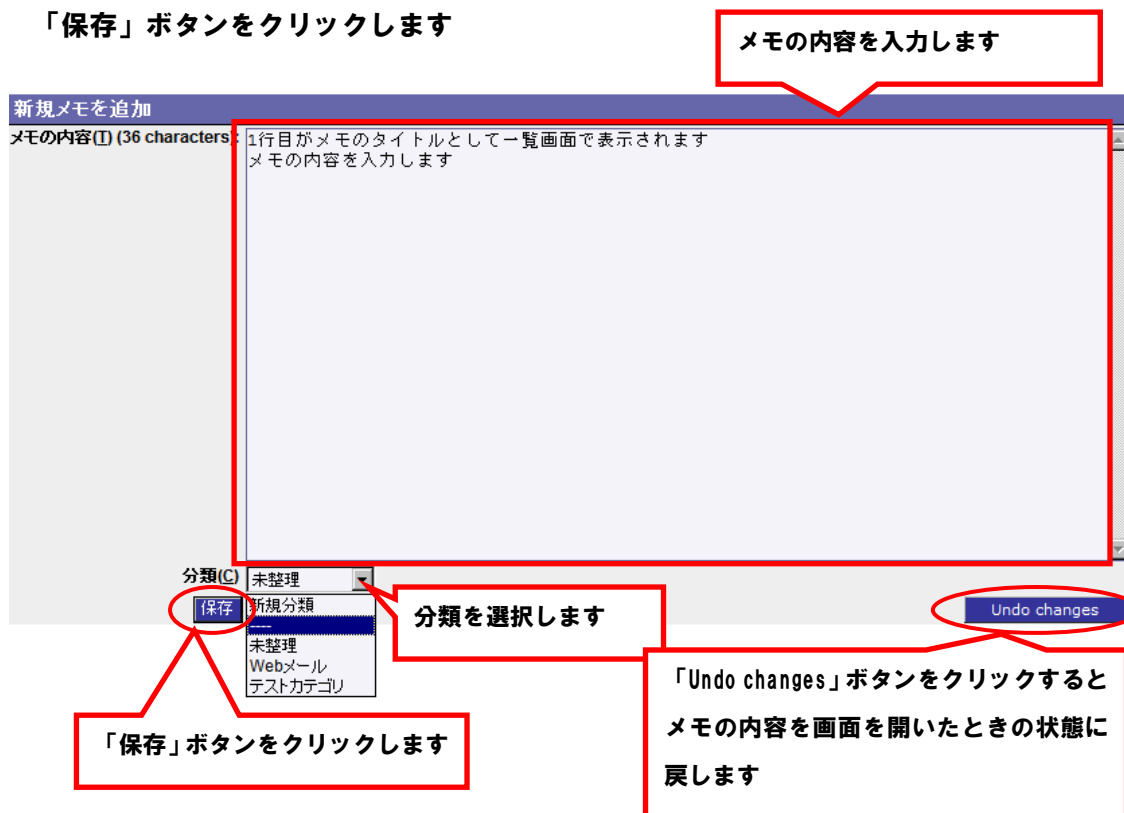 「保存」ボタンをクリックします
メモの内容を入力します
新規メモを追加
メモの内容(T) (36 characters):
1行目がメモのタイトルとして一覧画面で表示されます
メモの内容を入力します
分類(C)
未整理
保存
新規分類
----
未整理
Webメール
テストカテゴリ
分類を選択します
Undo changes
「保存」ボタンをクリックします
「Undo changes」ボタンをクリックすると
メモの内容を画面を開いたときの状態に
戻します